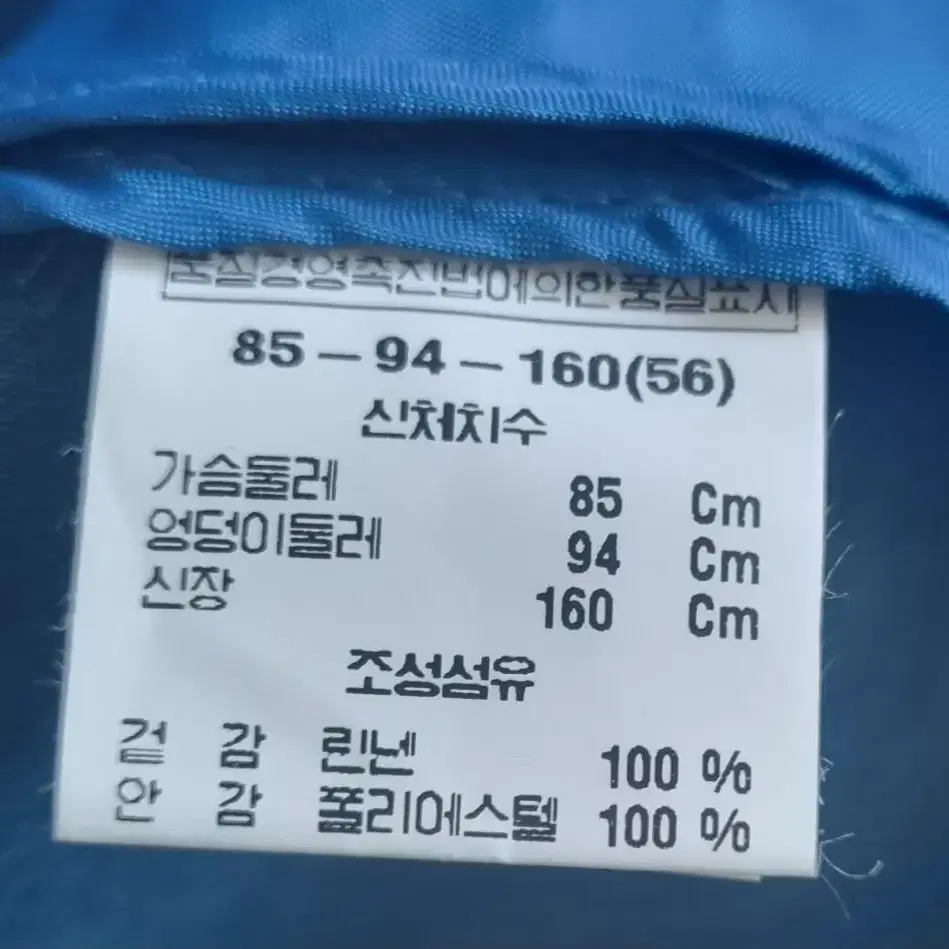 품질경영촉진법에의한품질표시
85-94-160(56)
신체치수
가슴둘레 85 Cm
엉덩이둘레 94 Cm
신장 160 Cm
조성섬유
겉 감 린넨 100 %
안 감 폴리에스텔 100 %